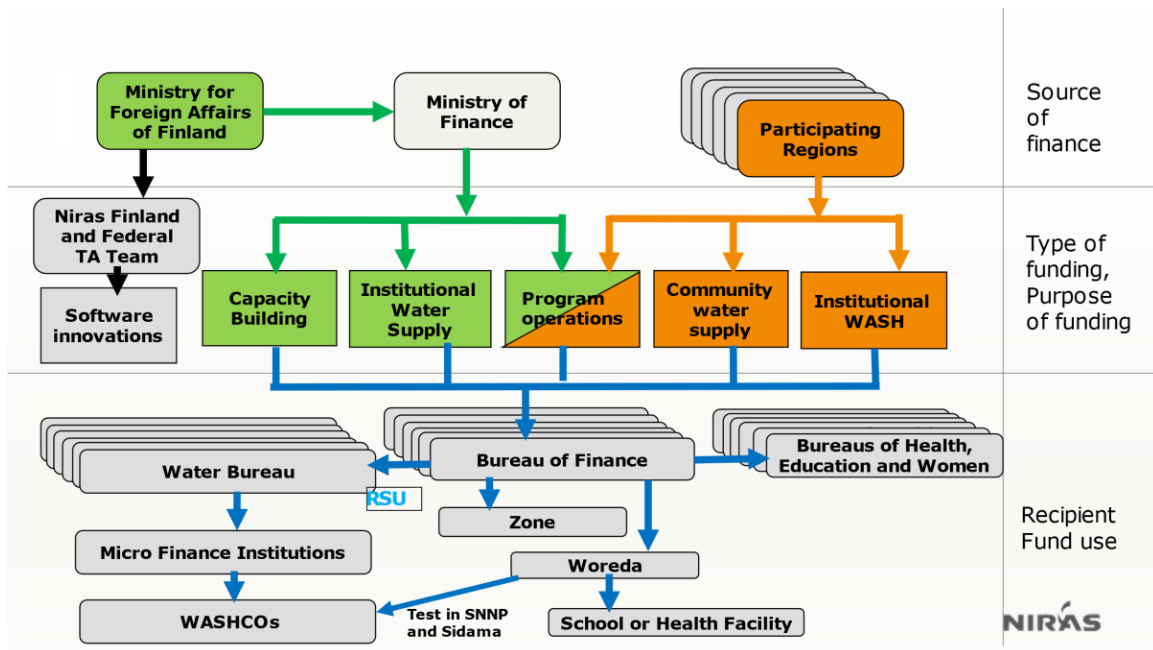 Ministry for
Foreign Affairs
of Finland
Ministry of
Finance
Participating
Regions
Source
of
finance
Niras Finland
and Federal
TA Team
Software
innovations
Capacity
Building
Institutional
Water
Supply
Program
operations
Community
water
supply
Institutional
WASH
Type of
funding,
Purpose
of funding
Water Bureau
RSU
Bureau of Finance
Bureaus of Health,
Education and Women
Zone
Micro Finance Institutions
Woreda
WASHCOs
Test in SNNP
and Sidama
School or Health Facility
Recipient
Fund use
NIRAS